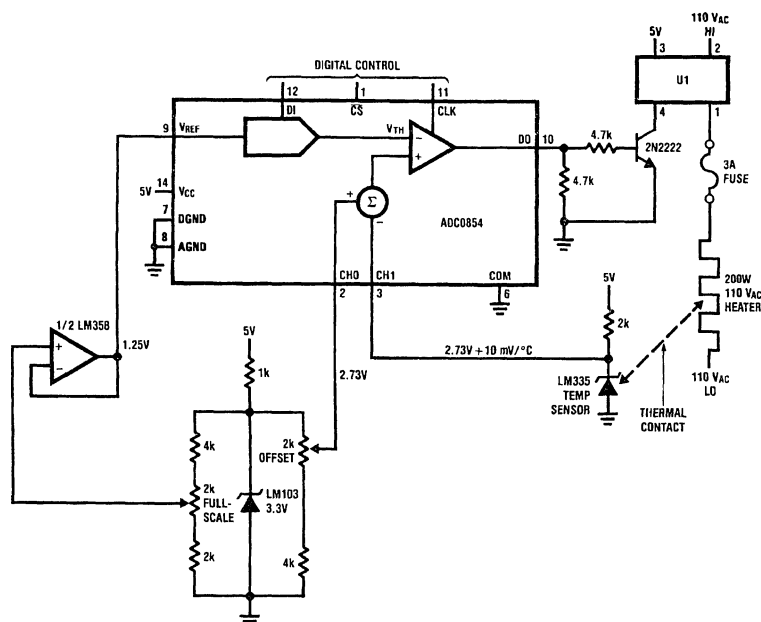 DIGITAL CONTROL
12
1
11
DI
CS
CLK
9
VREF
VTH
−
+
DO
10
14
5V
VCC
7
DGND
8
AGND
+
Σ
−
ADC0854
CH0
CH1
COM
2
3
6
4.7k
4.7k
2N2222
5V
110 VAC
HI
3
2
U1
4
1
3A
FUSE
200W
110 VAC
HEATER
110 VAC
LO
5V
2k
2.73V + 10 mV/°C
LM335
TEMP
SENSOR
THERMAL
CONTACT
1/2 LM358
+
−
1.25V
5V
1k
2.73V
4k
2k
FULL-
SCALE
2k
LM103
3.3V
2k
OFFSET
4k